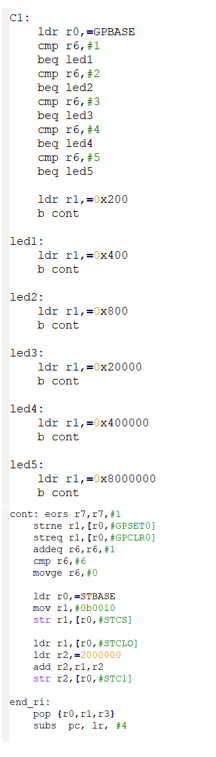 C1:
ldr r0,=GPBASE
cmp r6,#1
beq led1
cmp r6,#2
beq led2
cmp r6,#3
beq led3
cmp r6,#4
beq led4
cmp r6,#5
beq led5
ldr r1,=0x200
b cont
led1:
ldr r1,=0x400
b cont
led2:
ldr r1,=0x800
b cont
led3:
ldr r1,=0x20000
b cont
led4:
ldr r1,=0x400000
b cont
led5:
ldr r1,=0x8000000
b cont
cont: eors r7,r7,#1
strne r1,[r0,#GPSET0]
streq r1,[r0,#GPCLR0]
addeq r6,r6,#1
cmp r6,#6
movge r6,#0
ldr r0,=STBASE
mov r1,#0b0010
str r1,[r0,#STCS]
ldr r1,[r0,#STCLO]
ldr r2,=2000000
add r2,r1,r2
str r2,[r0,#STC1]
end_ri:
pop {r0,r1,r3}
subs pc, lr, #4